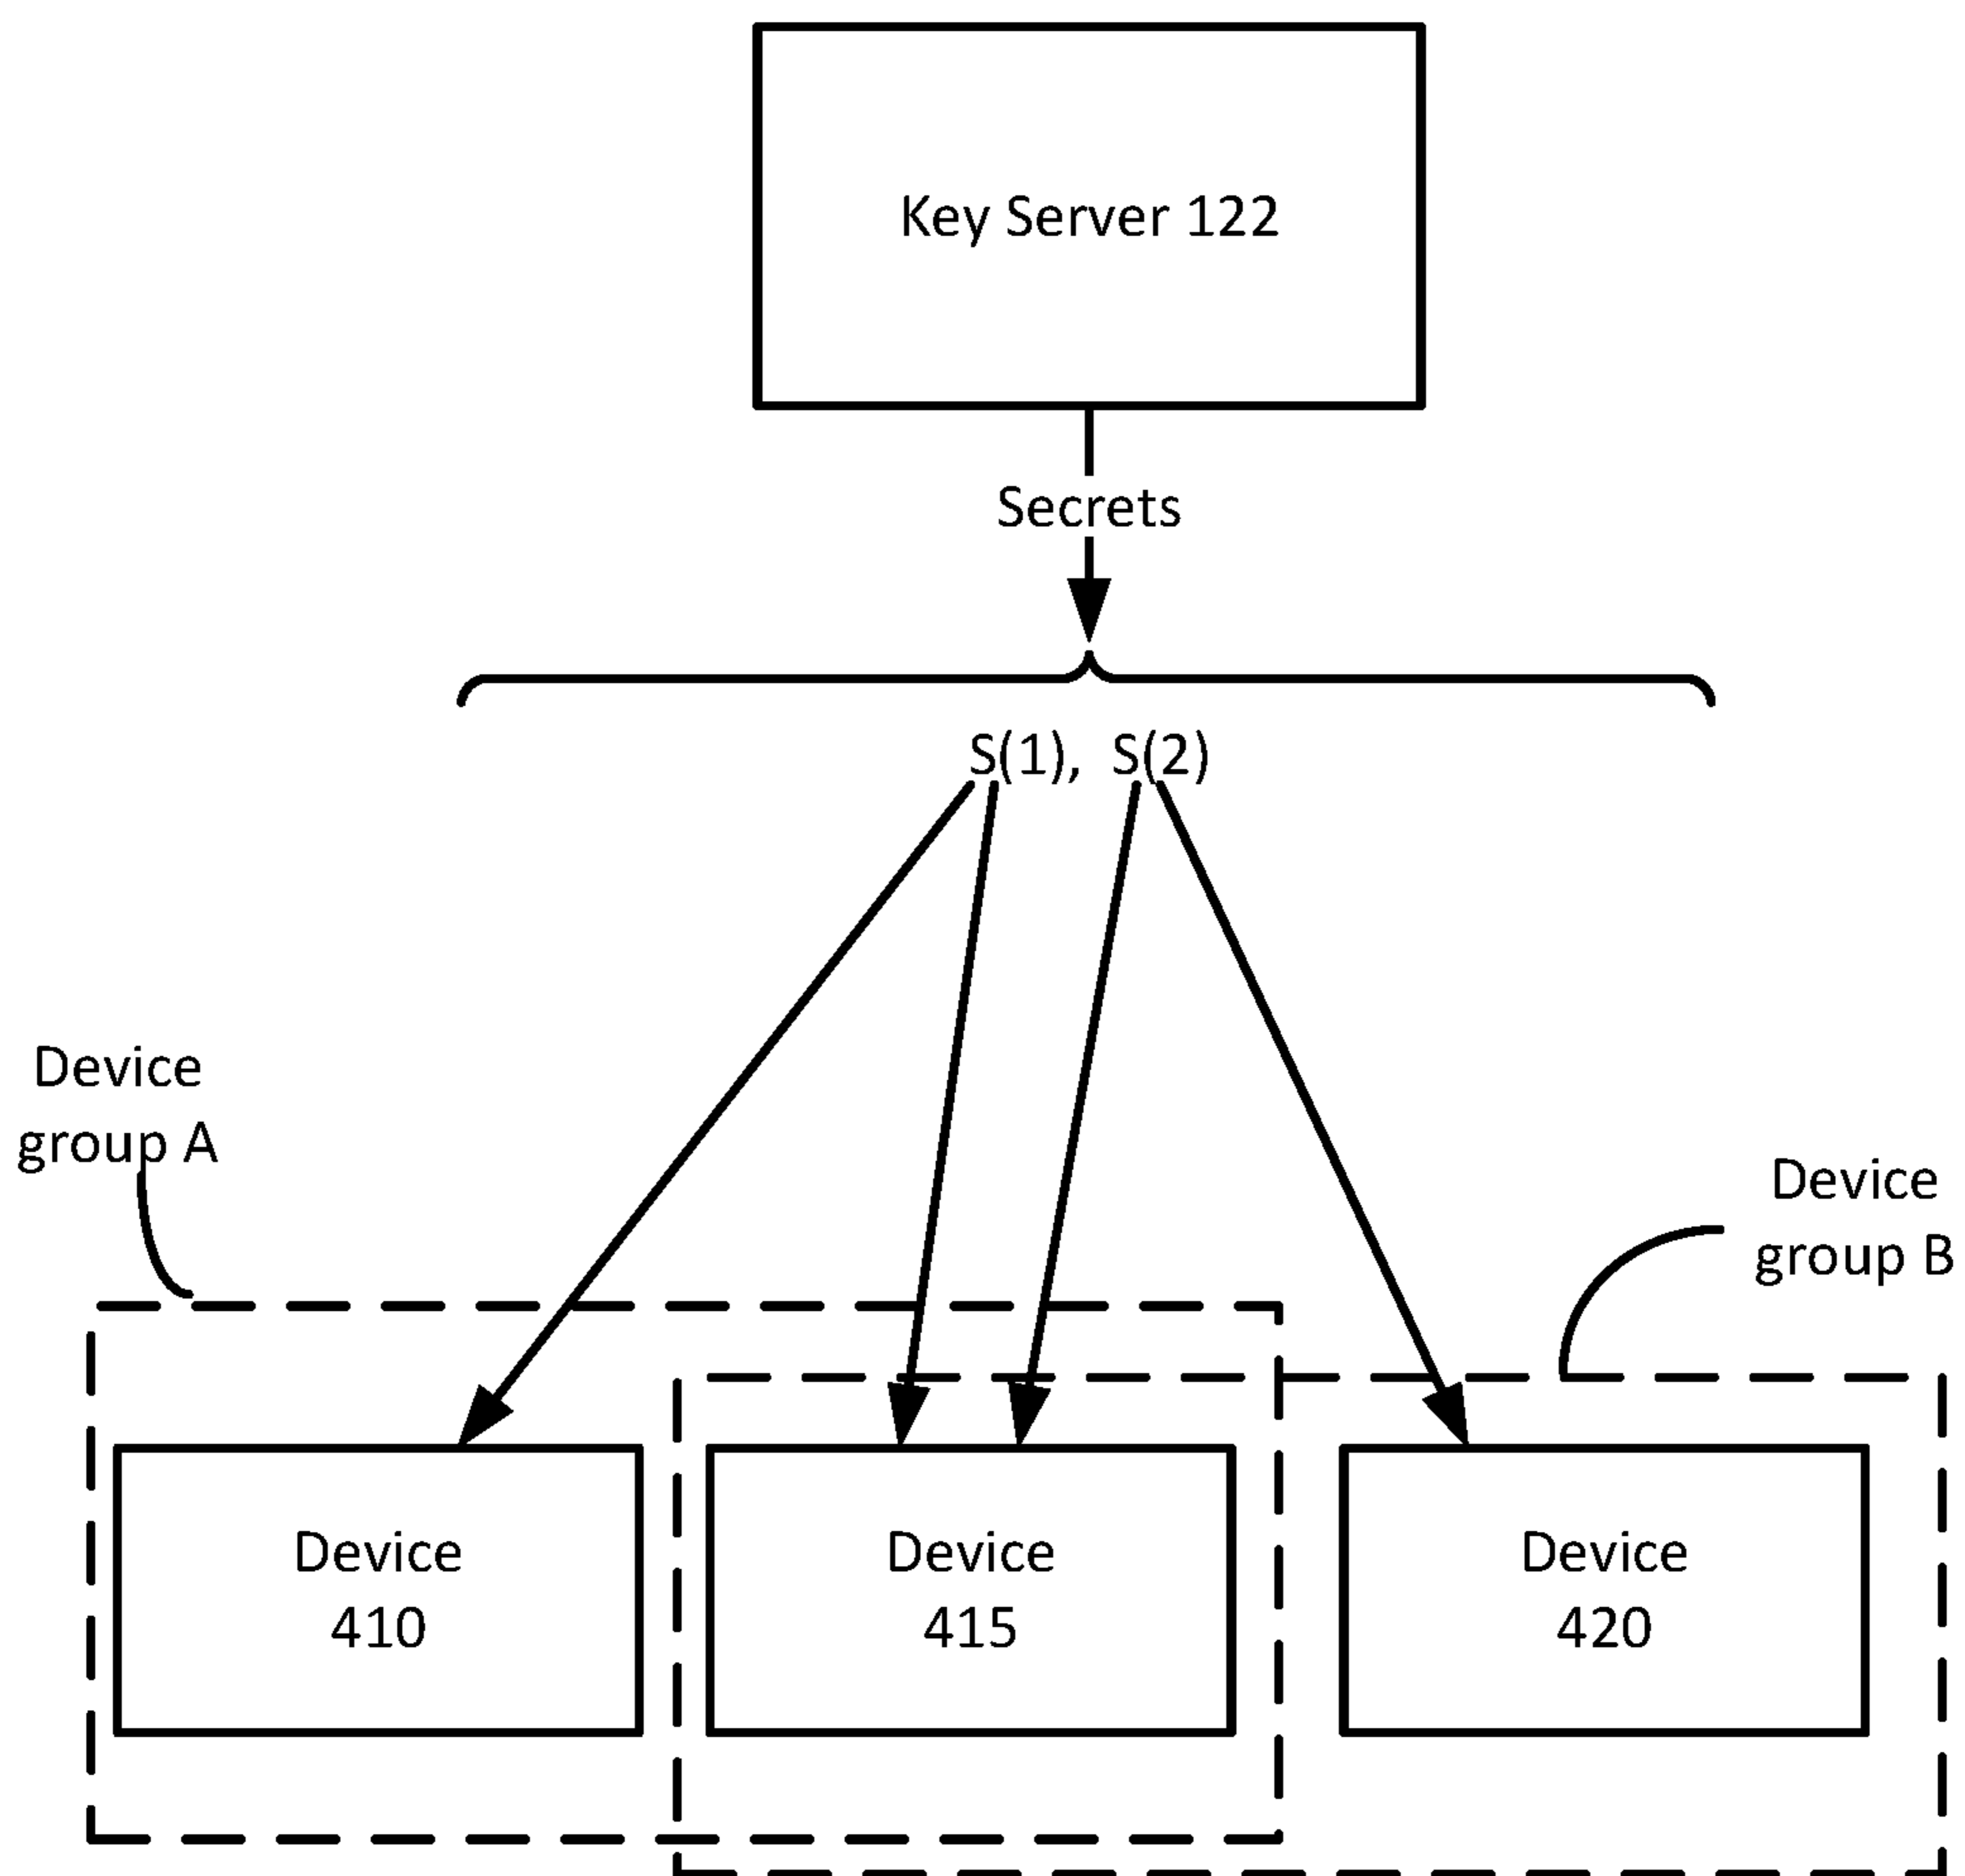 Key Server 122
Secrets
S(1), S(2)
Device
group A
Device
group B
Device
410
Device
415
Device
420